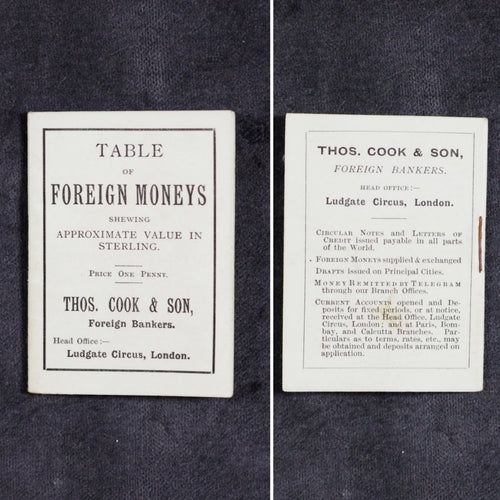 TABLE
OF
FOREIGN MONEYS
SHEWING
APPROXIMATE VALUE IN
STERLING.
PRICE ONE PENNY.
THOS. COOK & SON,
Foreign Bankers.
Head Office:—
Ludgate Circus, London.
THOS. COOK & SON,
FOREIGN BANKERS.
HEAD OFFICE:—
Ludgate Circus, London.
CIRCULAR NOTES and LETTERS OF
CREDIT issued payable in all parts
of the World.
FOREIGN MONEYS supplied & exchanged
DRAFTS issued on Principal Cities.
MONEY REMITTED BY TELEGRAM
through our Branch Offices.
CURRENT ACCOUNTS opened and De-
posits for fixed periods, or at notice,
received at the Head Office, Ludgate
Circus, London; and at Paris, Bom-
bay, and Calcutta Branches. Par-
ticulars as to terms, rates, etc., may
be obtained and deposits arranged on
application.